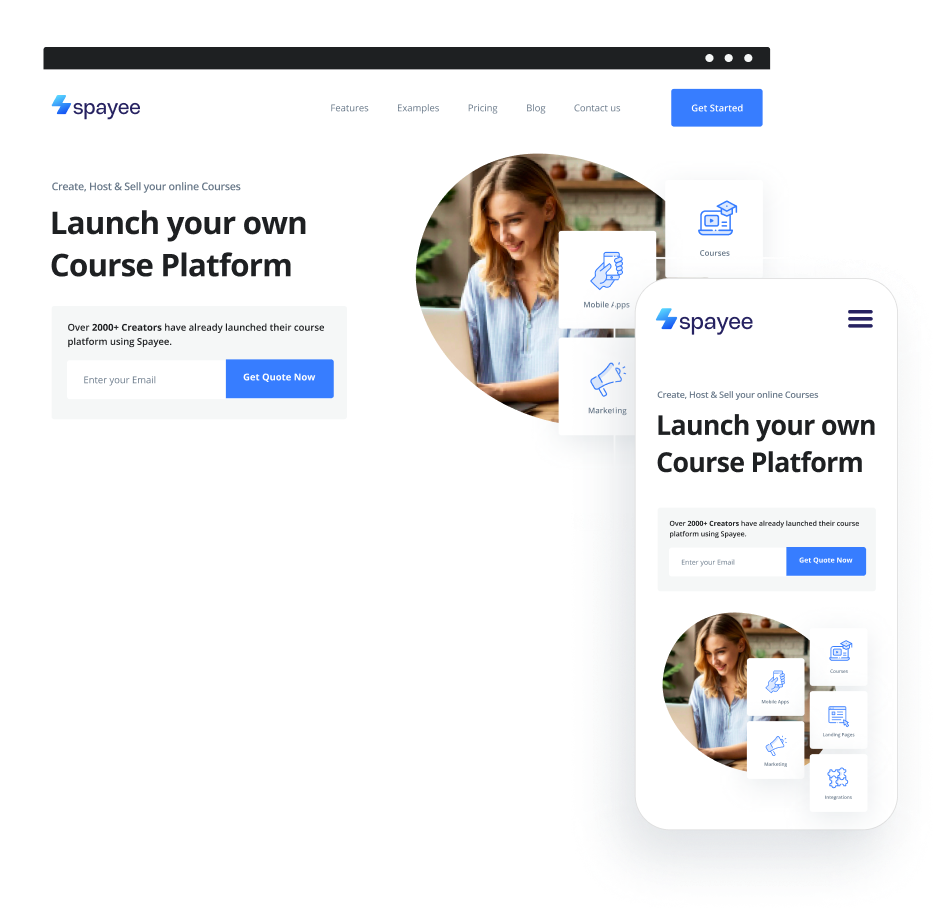 spayee
Features
Examples
Pricing
Blog
Contact us
Get Started
Create, Host & Sell your online Courses
Launch your own
Course Platform
Over 2000+ Creators have already launched their course
platform using Spayee.
Enter your Email
Get Quote Now
Courses
Mobile Apps
Marketing
spayee
Create, Host & Sell your online Courses
Launch your own
Course Platform
Over 2000+ Creators have already launched their course
platform using Spayee.
Enter your Email
Get Quote Now
Courses
Mobile Apps
Landing Pages
Marketing
Integrations